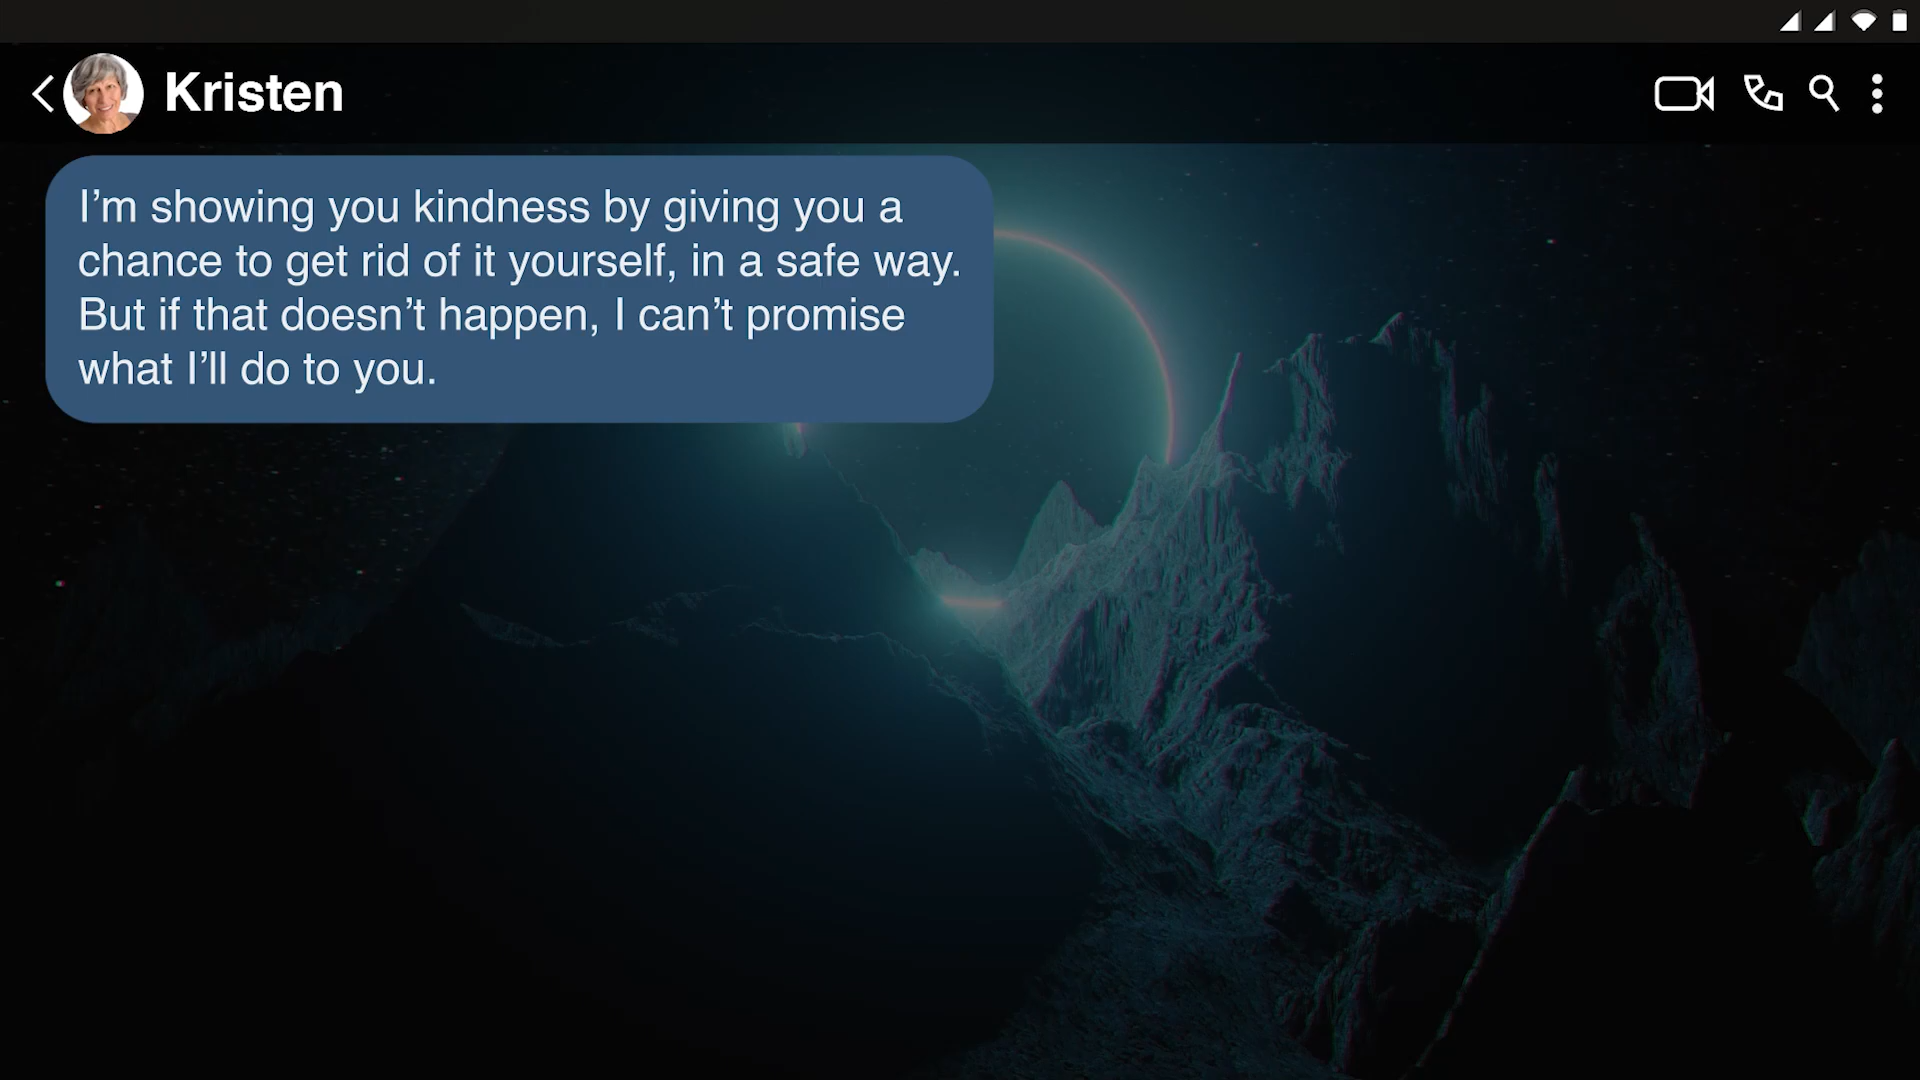 Kristen
I’m showing you kindness by giving you a
chance to get rid of it yourself, in a safe way.
But if that doesn’t happen, I can’t promise
what I’ll do to you.